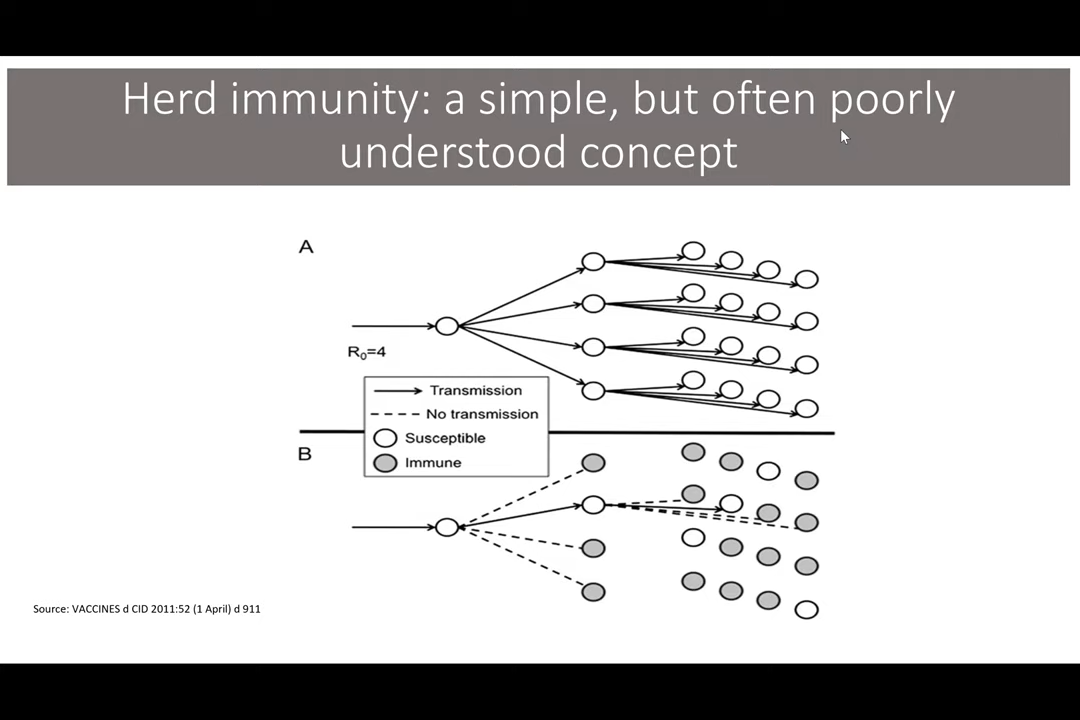 Herd immunity: a simple, but often poorly
understood concept
A
R₀=4
Transmission
No transmission
Susceptible
Immune
B
Source: VACCINES d CID 2011:52 (1 April) d 911